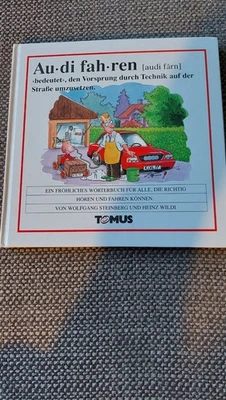 Au·di fah·ren [audi färn]
-bedeutet-, den Vorsprung durch Technik auf der
Straße umzusetzen.
EIN FRÖHLICHES WÖRTERBUCH FÜR ALLE, DIE RICHTIG
HÖREN UND FAHREN KÖNNEN.
VON WOLFGANG STEINBERG UND HEINZ WILDI
TOMUS